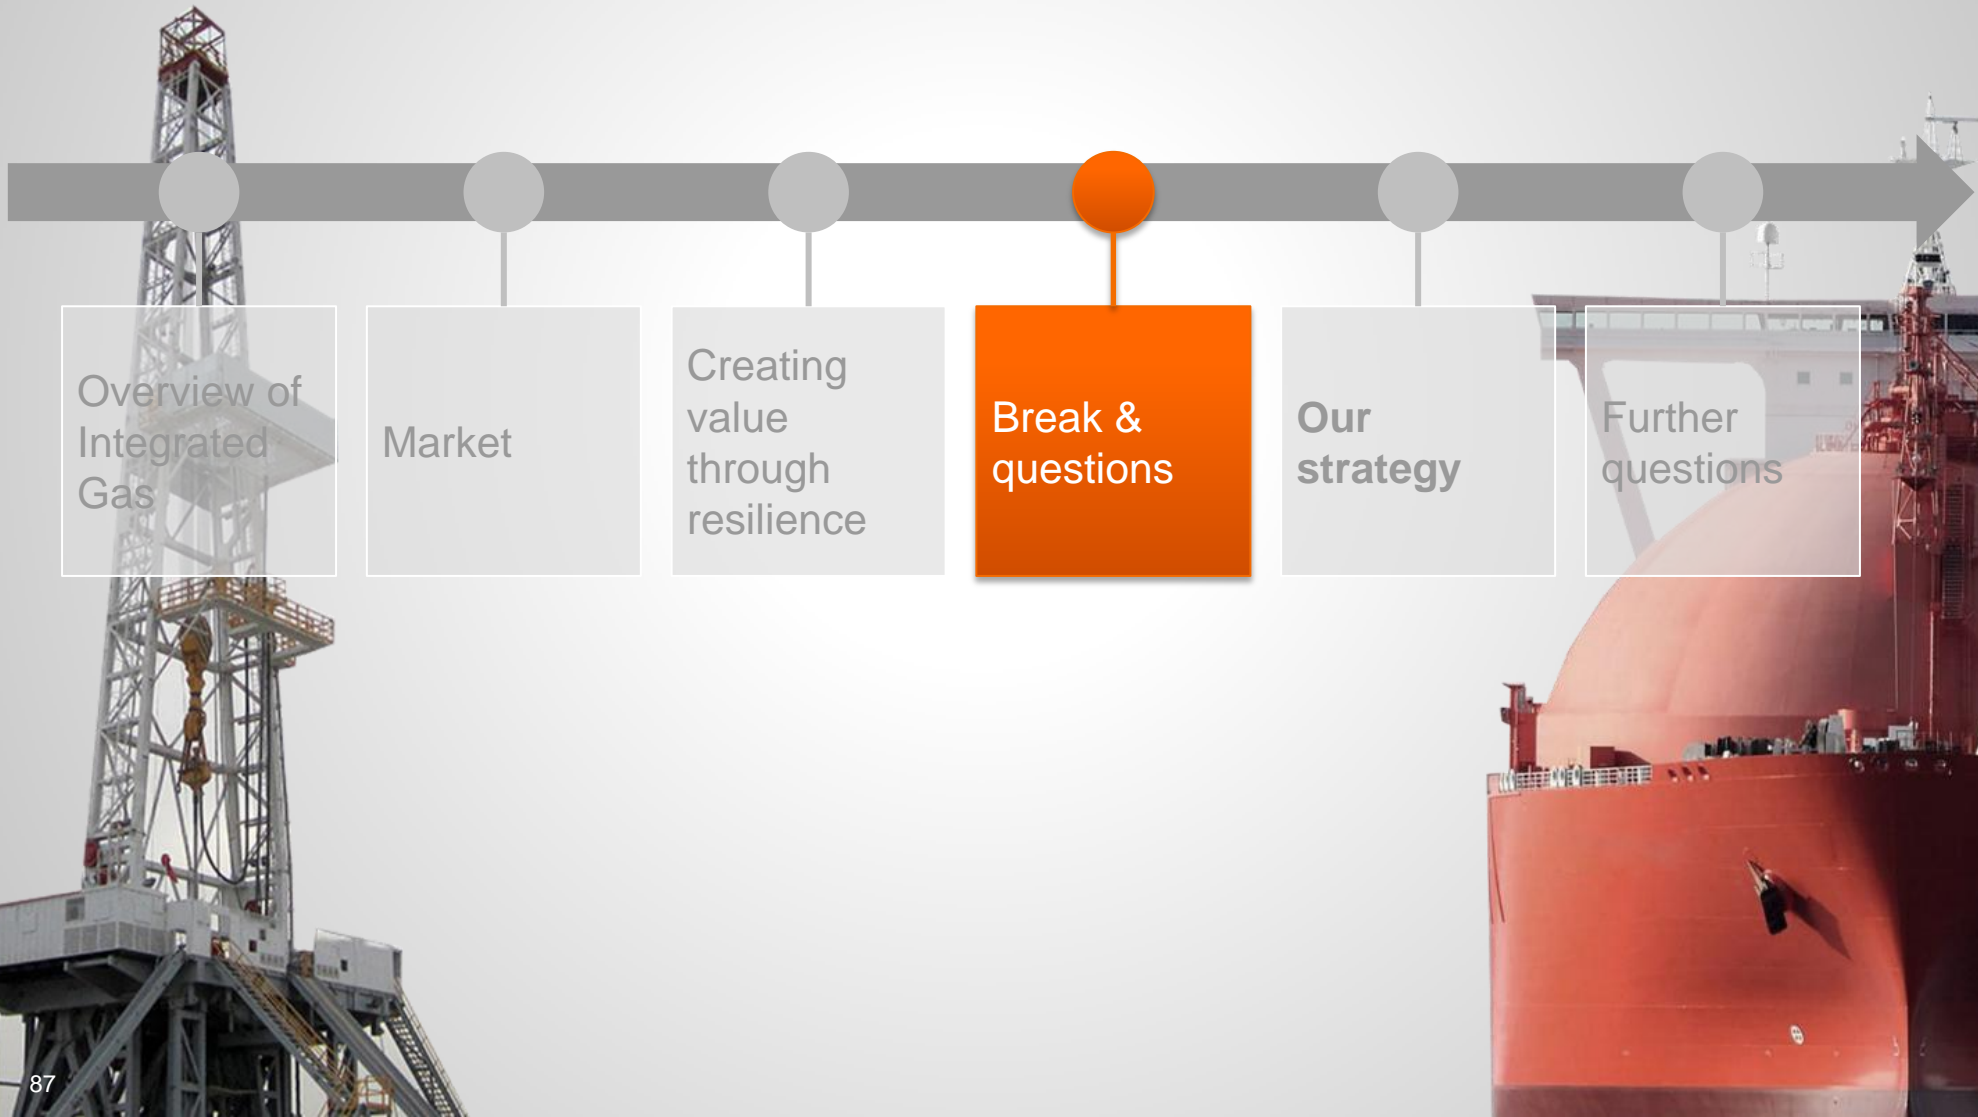 Overview of
Integrated
Gas
Market
Creating
value
through
resilience
Break &
questions
Our
strategy
Further
questions
87